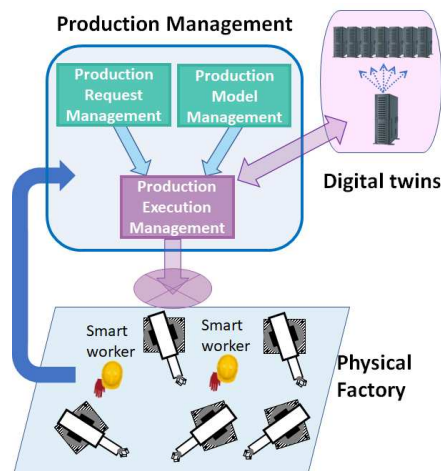 Production Management
Production
Request
Management
Production
Model
Management
Production
Execution
Management
Digital twins
Smart
worker
Smart
worker
Physical
Factory